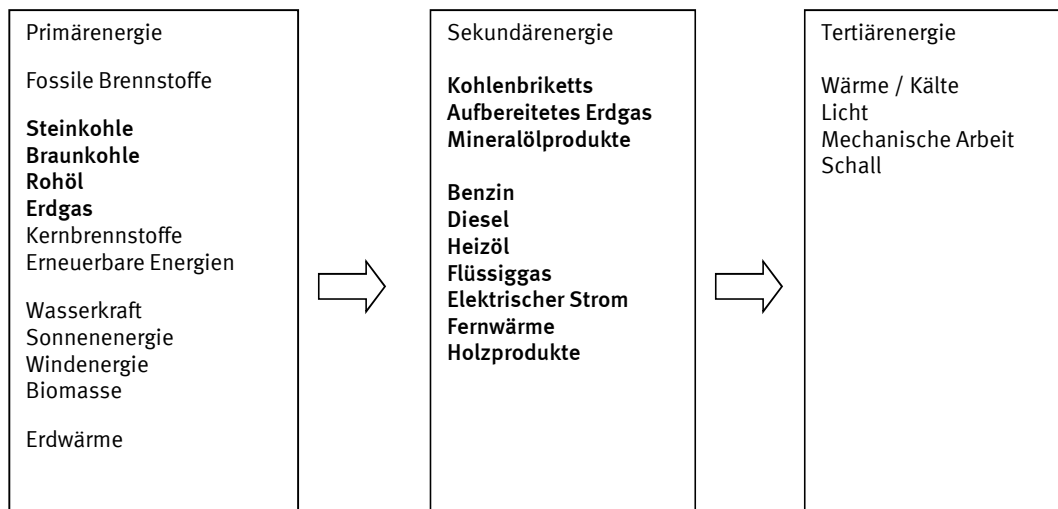 Primärenergie
Fossile Brennstoffe
Steinkohle
Braunkohle
Rohöl
Erdgas
Kernbrennstoffe
Erneuerbare Energien
Wasserkraft
Sonnenenergie
Windenergie
Biomasse
Erdwärme
Sekundärenergie
Kohlenbriketts
Aufbereitetes Erdgas
Mineralölprodukte
Benzin
Diesel
Heizöl
Flüssiggas
Elektrischer Strom
Fernwärme
Holzprodukte
Tertiärenergie
Wärme / Kälte
Licht
Mechanische Arbeit
Schall